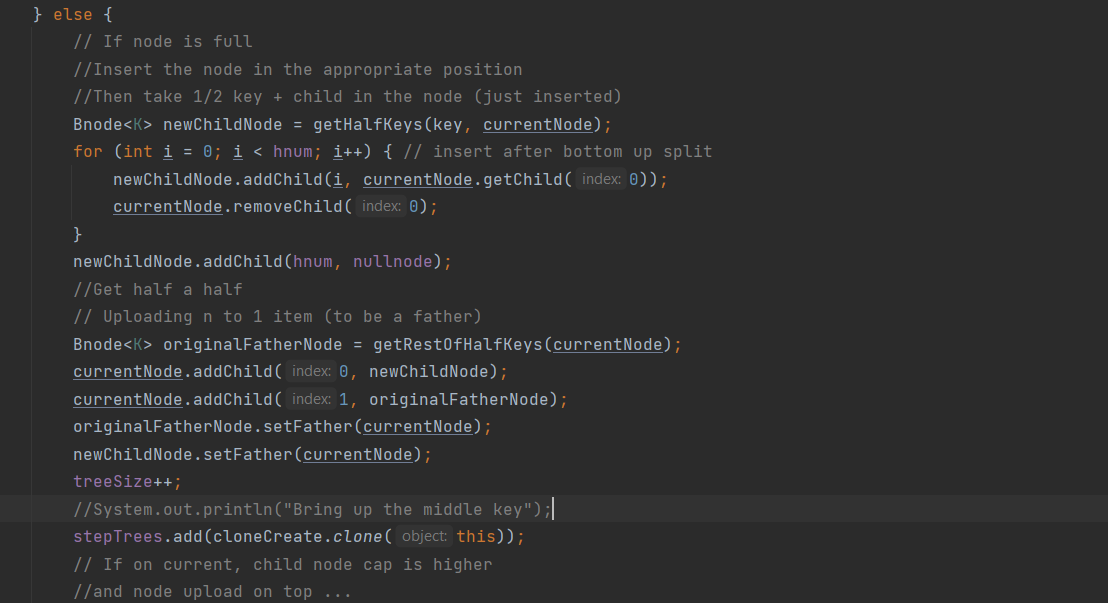 } else {
// If node is full
//Insert the node in the appropriate position
//Then take 1/2 key + child in the node (just inserted)
Bnode<K> newChildNode = getHalfKeys(key, currentNode);
for (int i = 0; i < hnum; i++) { // insert after bottom up split
newChildNode.addChild(i, currentNode.getChild( index: 0));
currentNode.removeChild( index: 0);
}
newChildNode.addChild(hnum, nullnode);
//Get half a half
// Uploading n to 1 item (to be a father)
Bnode<K> originalFatherNode = getRestOfHalfKeys(currentNode);
currentNode.addChild( index: 0, newChildNode);
currentNode.addChild( index: 1, originalFatherNode);
originalFatherNode.setFather(currentNode);
newChildNode.setFather(currentNode);
treeSize++;
//System.out.println("Bring up the middle key");
stepTrees.add(cloneCreate.clone( object: this));
// If on current, child node cap is higher
//and node upload on top ...